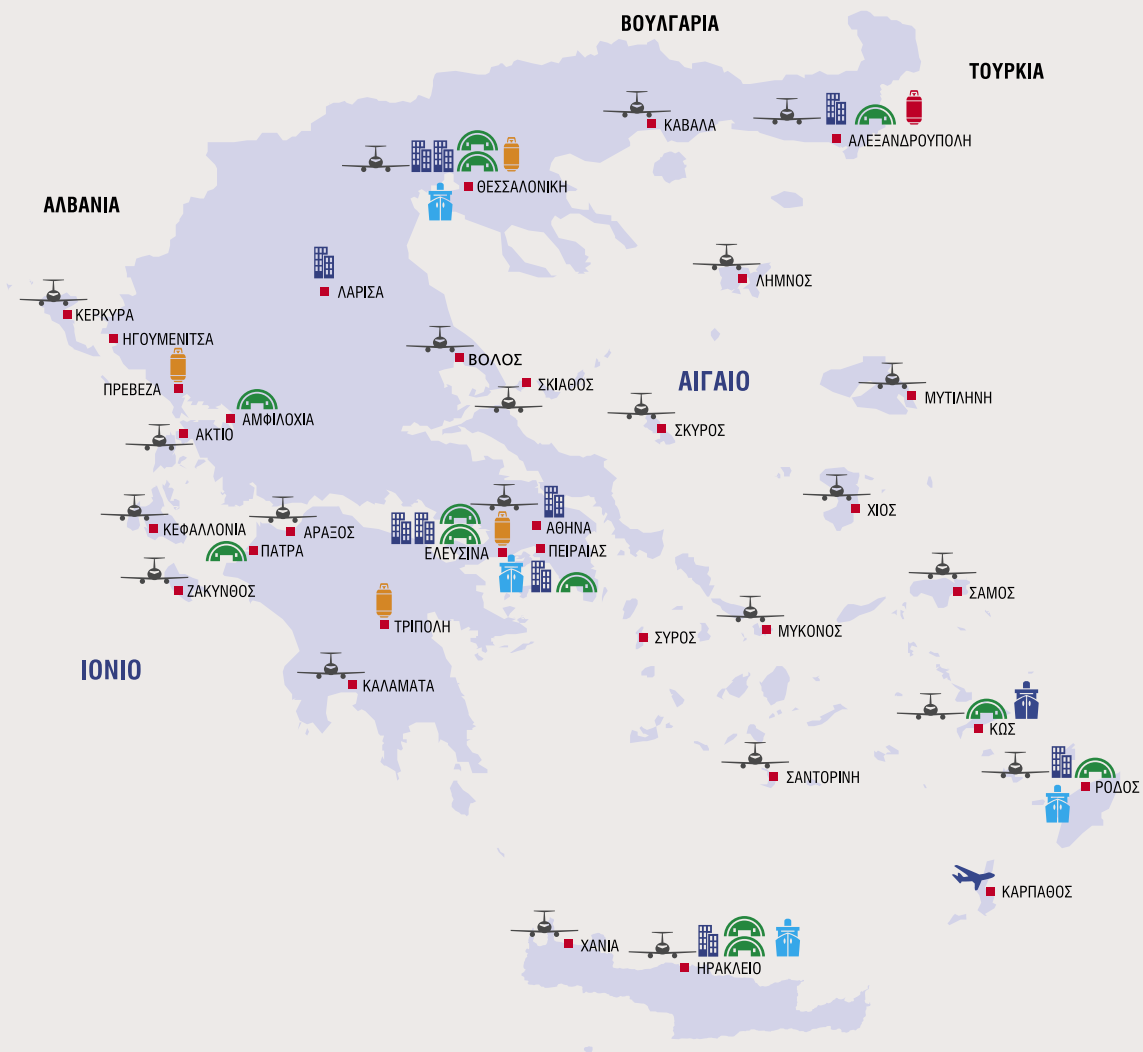 ΒΟΥΛΓΑΡΙΑ
ΤΟΥΡΚΙΑ
ΚΑΒΑΛΑ
ΑΛΕΞΑΝΔΡΟΥΠΟΛΗ
ΘΕΣΣΑΛΟΝΙΚΗ
ΑΛΒΑΝΙΑ
ΛΗΜΝΟΣ
ΛΑΡΙΣΑ
ΚΕΡΚΥΡΑ
ΗΓΟΥΜΕΝΙΤΣΑ
ΒΟΛΟΣ
ΑΙΓΑΙΟ
ΣΚΙΑΘΟΣ
ΠΡΕΒΕΖΑ
ΜΥΤΙΛΗΝΗ
ΑΜΦΙΛΟΧΙΑ
ΣΚΥΡΟΣ
ΑΚΤΙΟ
ΧΙΟΣ
ΚΕΦΑΛΛΟΝΙΑ
ΑΡΑΞΟΣ
ΑΘΗΝΑ
ΠΑΤΡΑ
ΕΛΕΥΣΙΝΑ
ΠΕΙΡΑΙΑΣ
ΖΑΚΥΝΘΟΣ
ΣΑΜΟΣ
ΤΡΙΠΟΛΗ
ΣΥΡΟΣ
ΜΥΚΟΝΟΣ
ΙΟΝΙΟ
ΚΑΛΑΜΑΤΑ
ΚΩΣ
ΣΑΝΤΟΡΙΝΗ
ΡΟΔΟΣ
ΚΑΡΠΑΘΟΣ
ΧΑΝΙΑ
ΗΡΑΚΛΕΙΟ